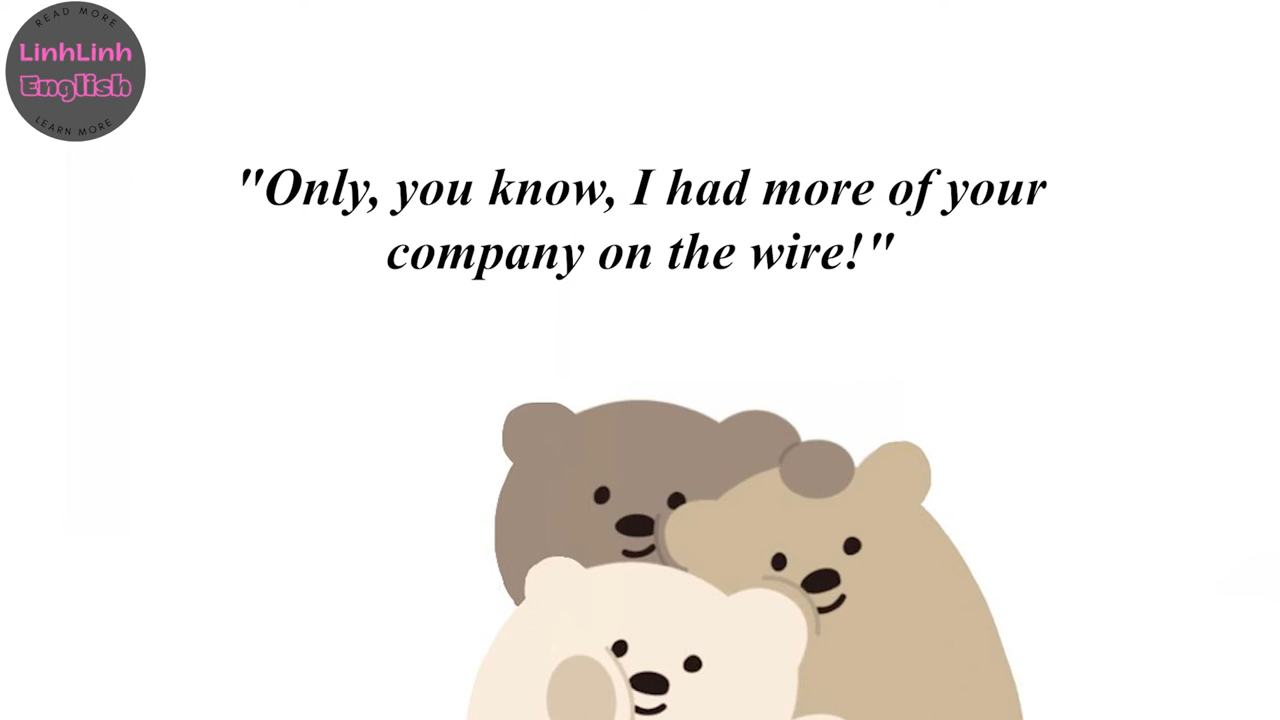 READ MORE
LinhLinh
English
LEARN MORE
"Only, you know, I had more of your
company on the wire!"